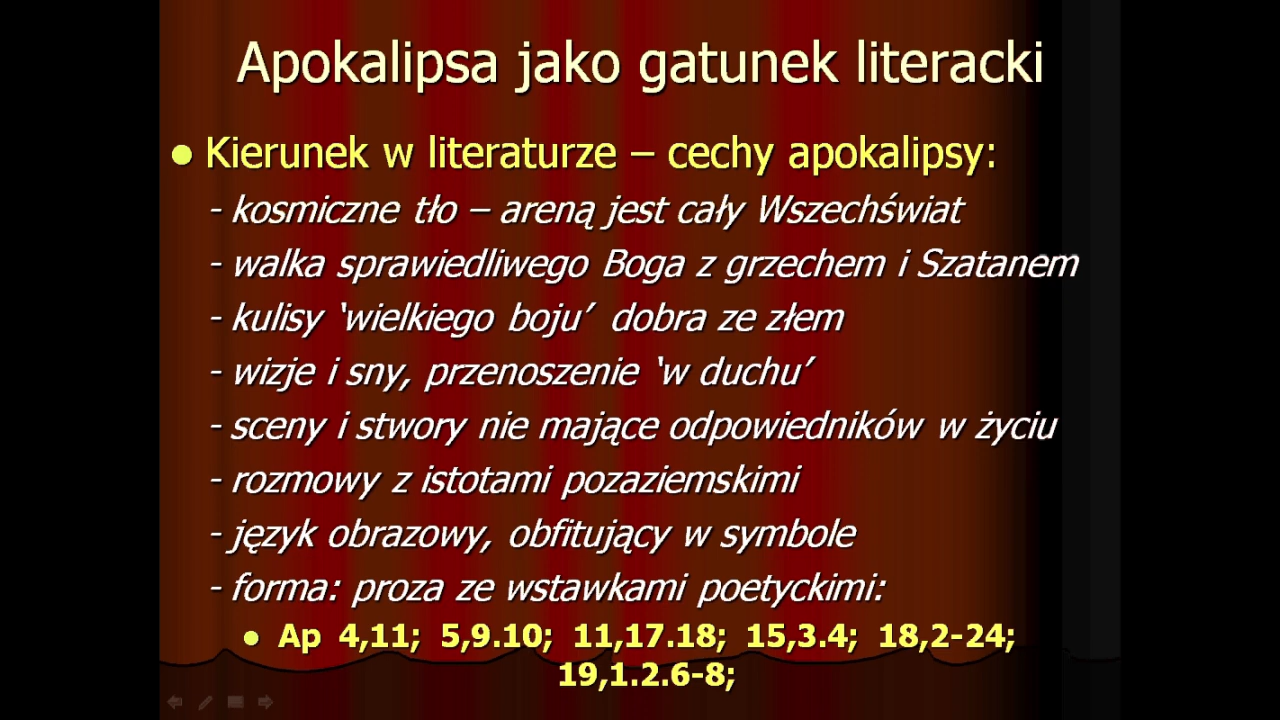 Apokalipsa jako gatunek literacki
● Kierunek w literaturze – cechy apokalipsy:
- kosmiczne tło – areną jest cały Wszechświat
- walka sprawiedliwego Boga z grzechem i Szatanem
- kulisy ‘wielkiego boju’ dobra ze złem
- wizje i sny, przenoszenie ‘w duchu’
- sceny i stwory nie mające odpowiedników w życiu
- rozmowy z istotami pozaziemskimi
- język obrazowy, obfitujący w symbole
- forma: proza ze wstawkami poetyckimi:
● Ap 4,11; 5,9.10; 11,17.18; 15,3.4; 18,2-24;
19,1.2.6-8;